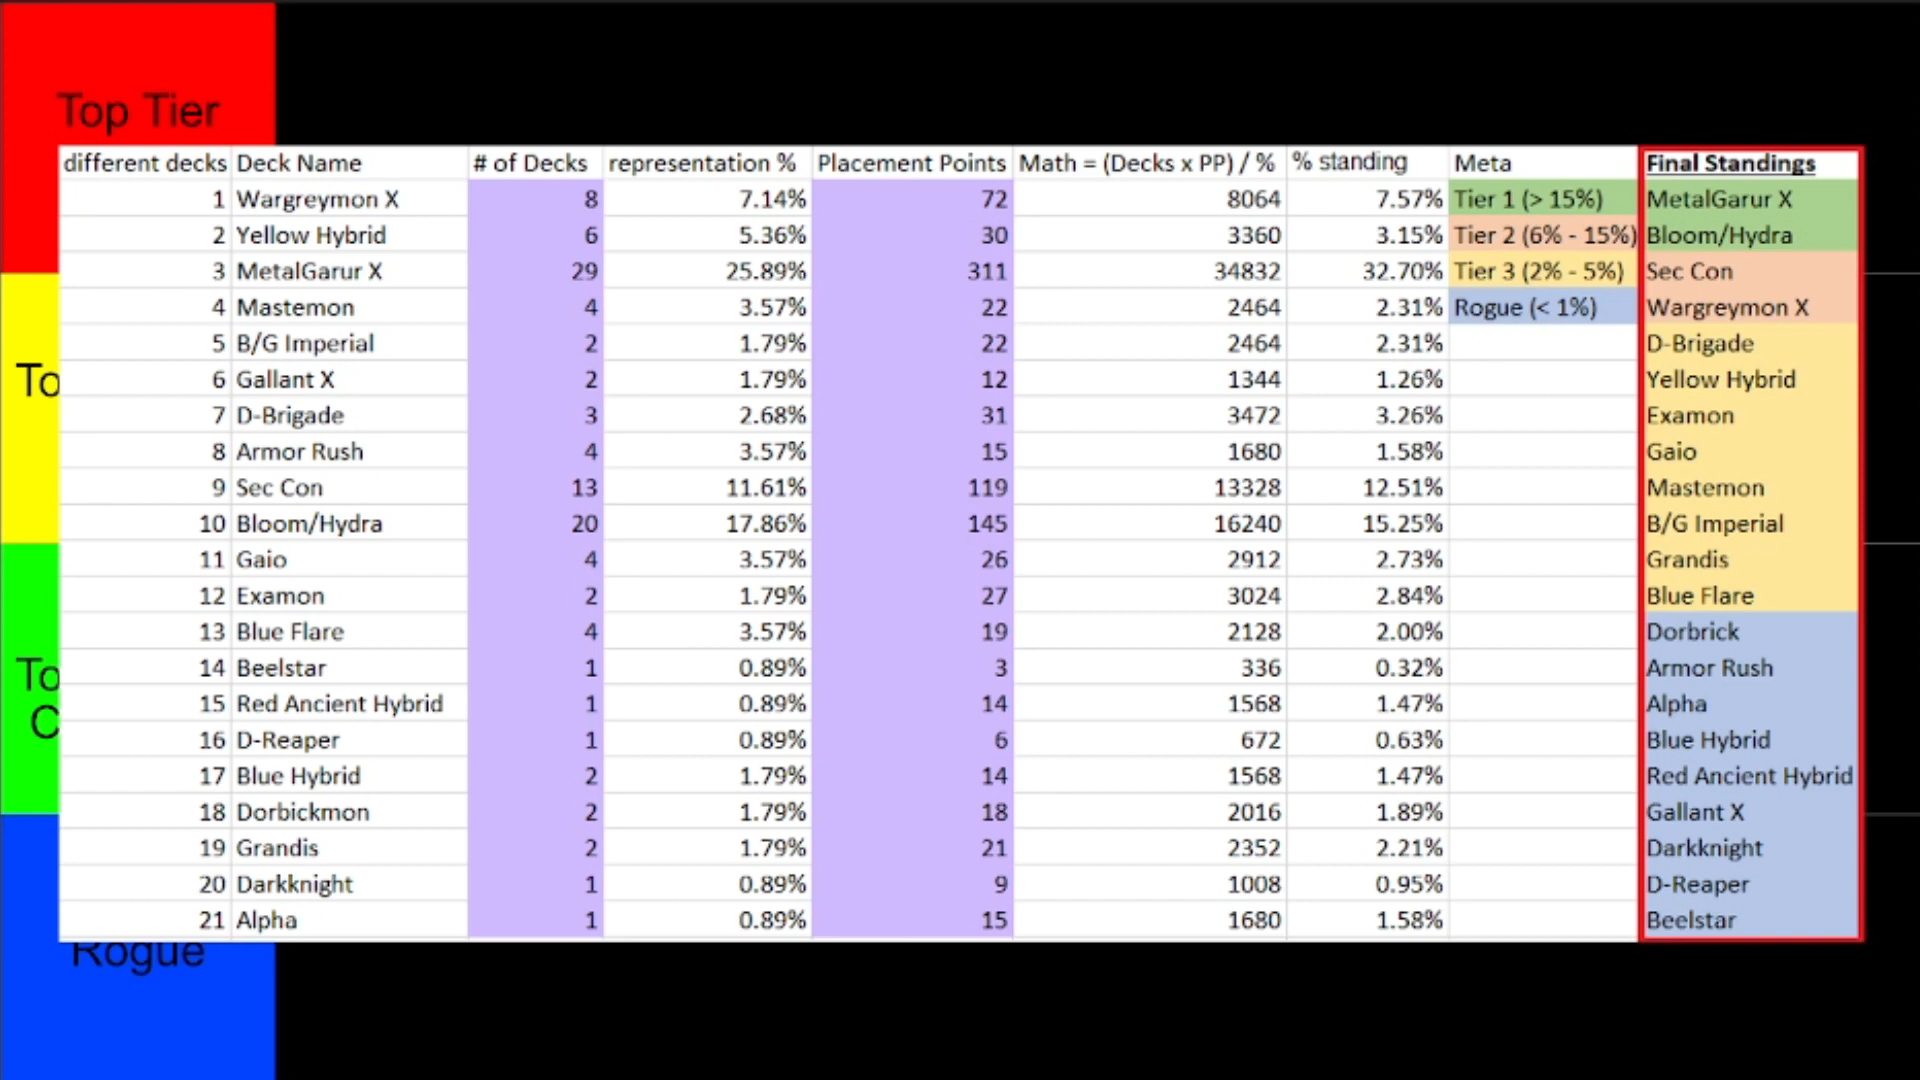 Top Tier
different decks Deck Name # of Decks representation % Placement Points Math = (Decks x PP) / % % standing Meta Final Standings
1 Wargreymon X 8 7.14% 72 8064 7.57% Tier 1 (> 15%) MetalGarur X
2 Yellow Hybrid 6 5.36% 30 3360 3.15% Tier 2 (6% - 15%) Bloom/Hydra
3 MetalGarur X 29 25.89% 311 34832 32.70% Tier 3 (2% - 5%) Sec Con
4 Mastemon 4 3.57% 22 2464 2.31% Rogue (< 1%) Wargreymon X
5 B/G Imperial 2 1.79% 22 2464 2.31% D-Brigade
6 Gallant X 2 1.79% 12 1344 1.26% Yellow Hybrid
7 D-Brigade 3 2.68% 31 3472 3.26% Examon
8 Armor Rush 4 3.57% 15 1680 1.58% Gaio
9 Sec Con 13 11.61% 119 13328 12.51% Mastemon
10 Bloom/Hydra 20 17.86% 145 16240 15.25% B/G Imperial
11 Gaio 4 3.57% 26 2912 2.73% Grandis
12 Examon 2 1.79% 27 3024 2.84% Blue Flare
13 Blue Flare 4 3.57% 19 2128 2.00% Dorbrick
14 Beelstar 1 0.89% 3 336 0.32% Armor Rush
15 Red Ancient Hybrid 1 0.89% 14 1568 1.47% Alpha
16 D-Reaper 1 0.89% 6 672 0.63% Blue Hybrid
17 Blue Hybrid 2 1.79% 14 1568 1.47% Red Ancient Hybrid
18 Dorbickmon 2 1.79% 18 2016 1.89% Gallant X
19 Grandis 2 1.79% 21 2352 2.21% Darkknight
20 Darkknight 1 0.89% 9 1008 0.95% D-Reaper
21 Alpha 1 0.89% 15 1680 1.58% Beelstar
Rogue